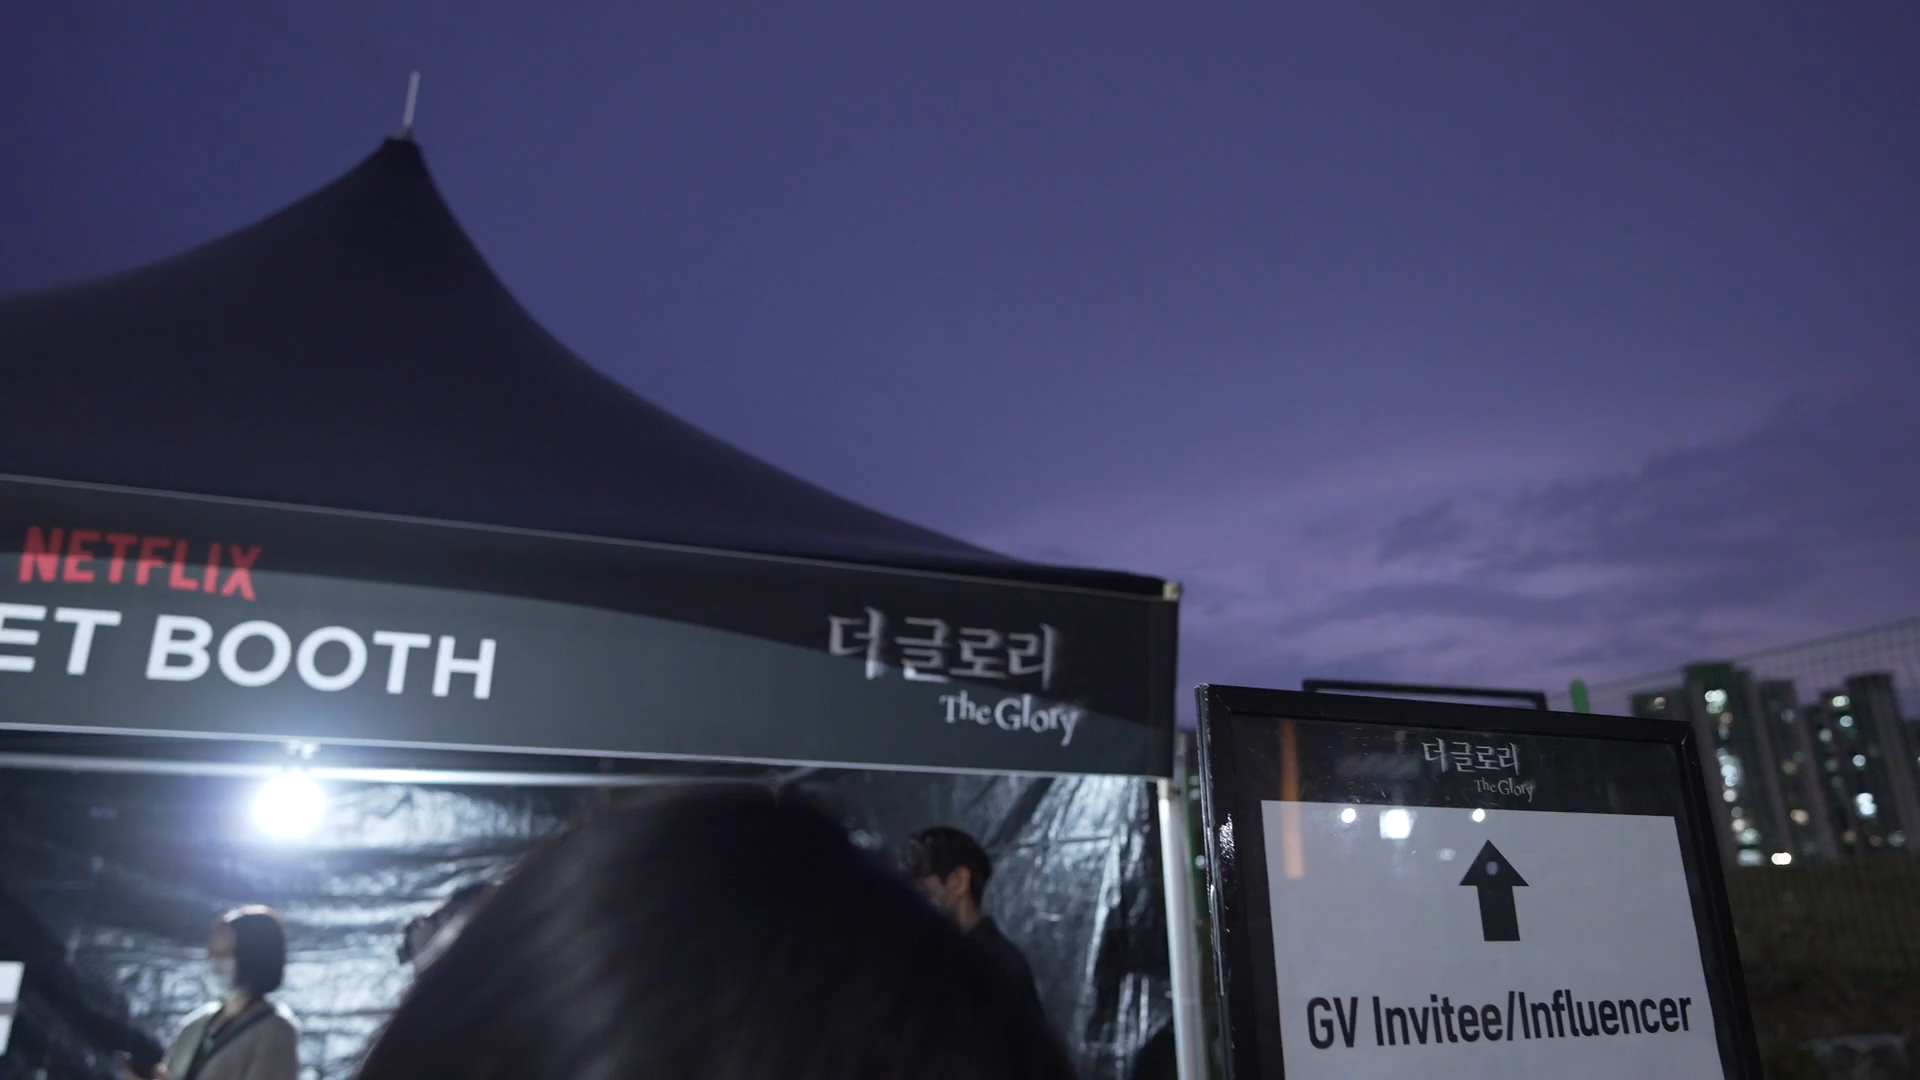 NETFLIX
ET BOOTH
더 글로리
The Glory
더 글로리
The Glory
GV Invitee/Influencer